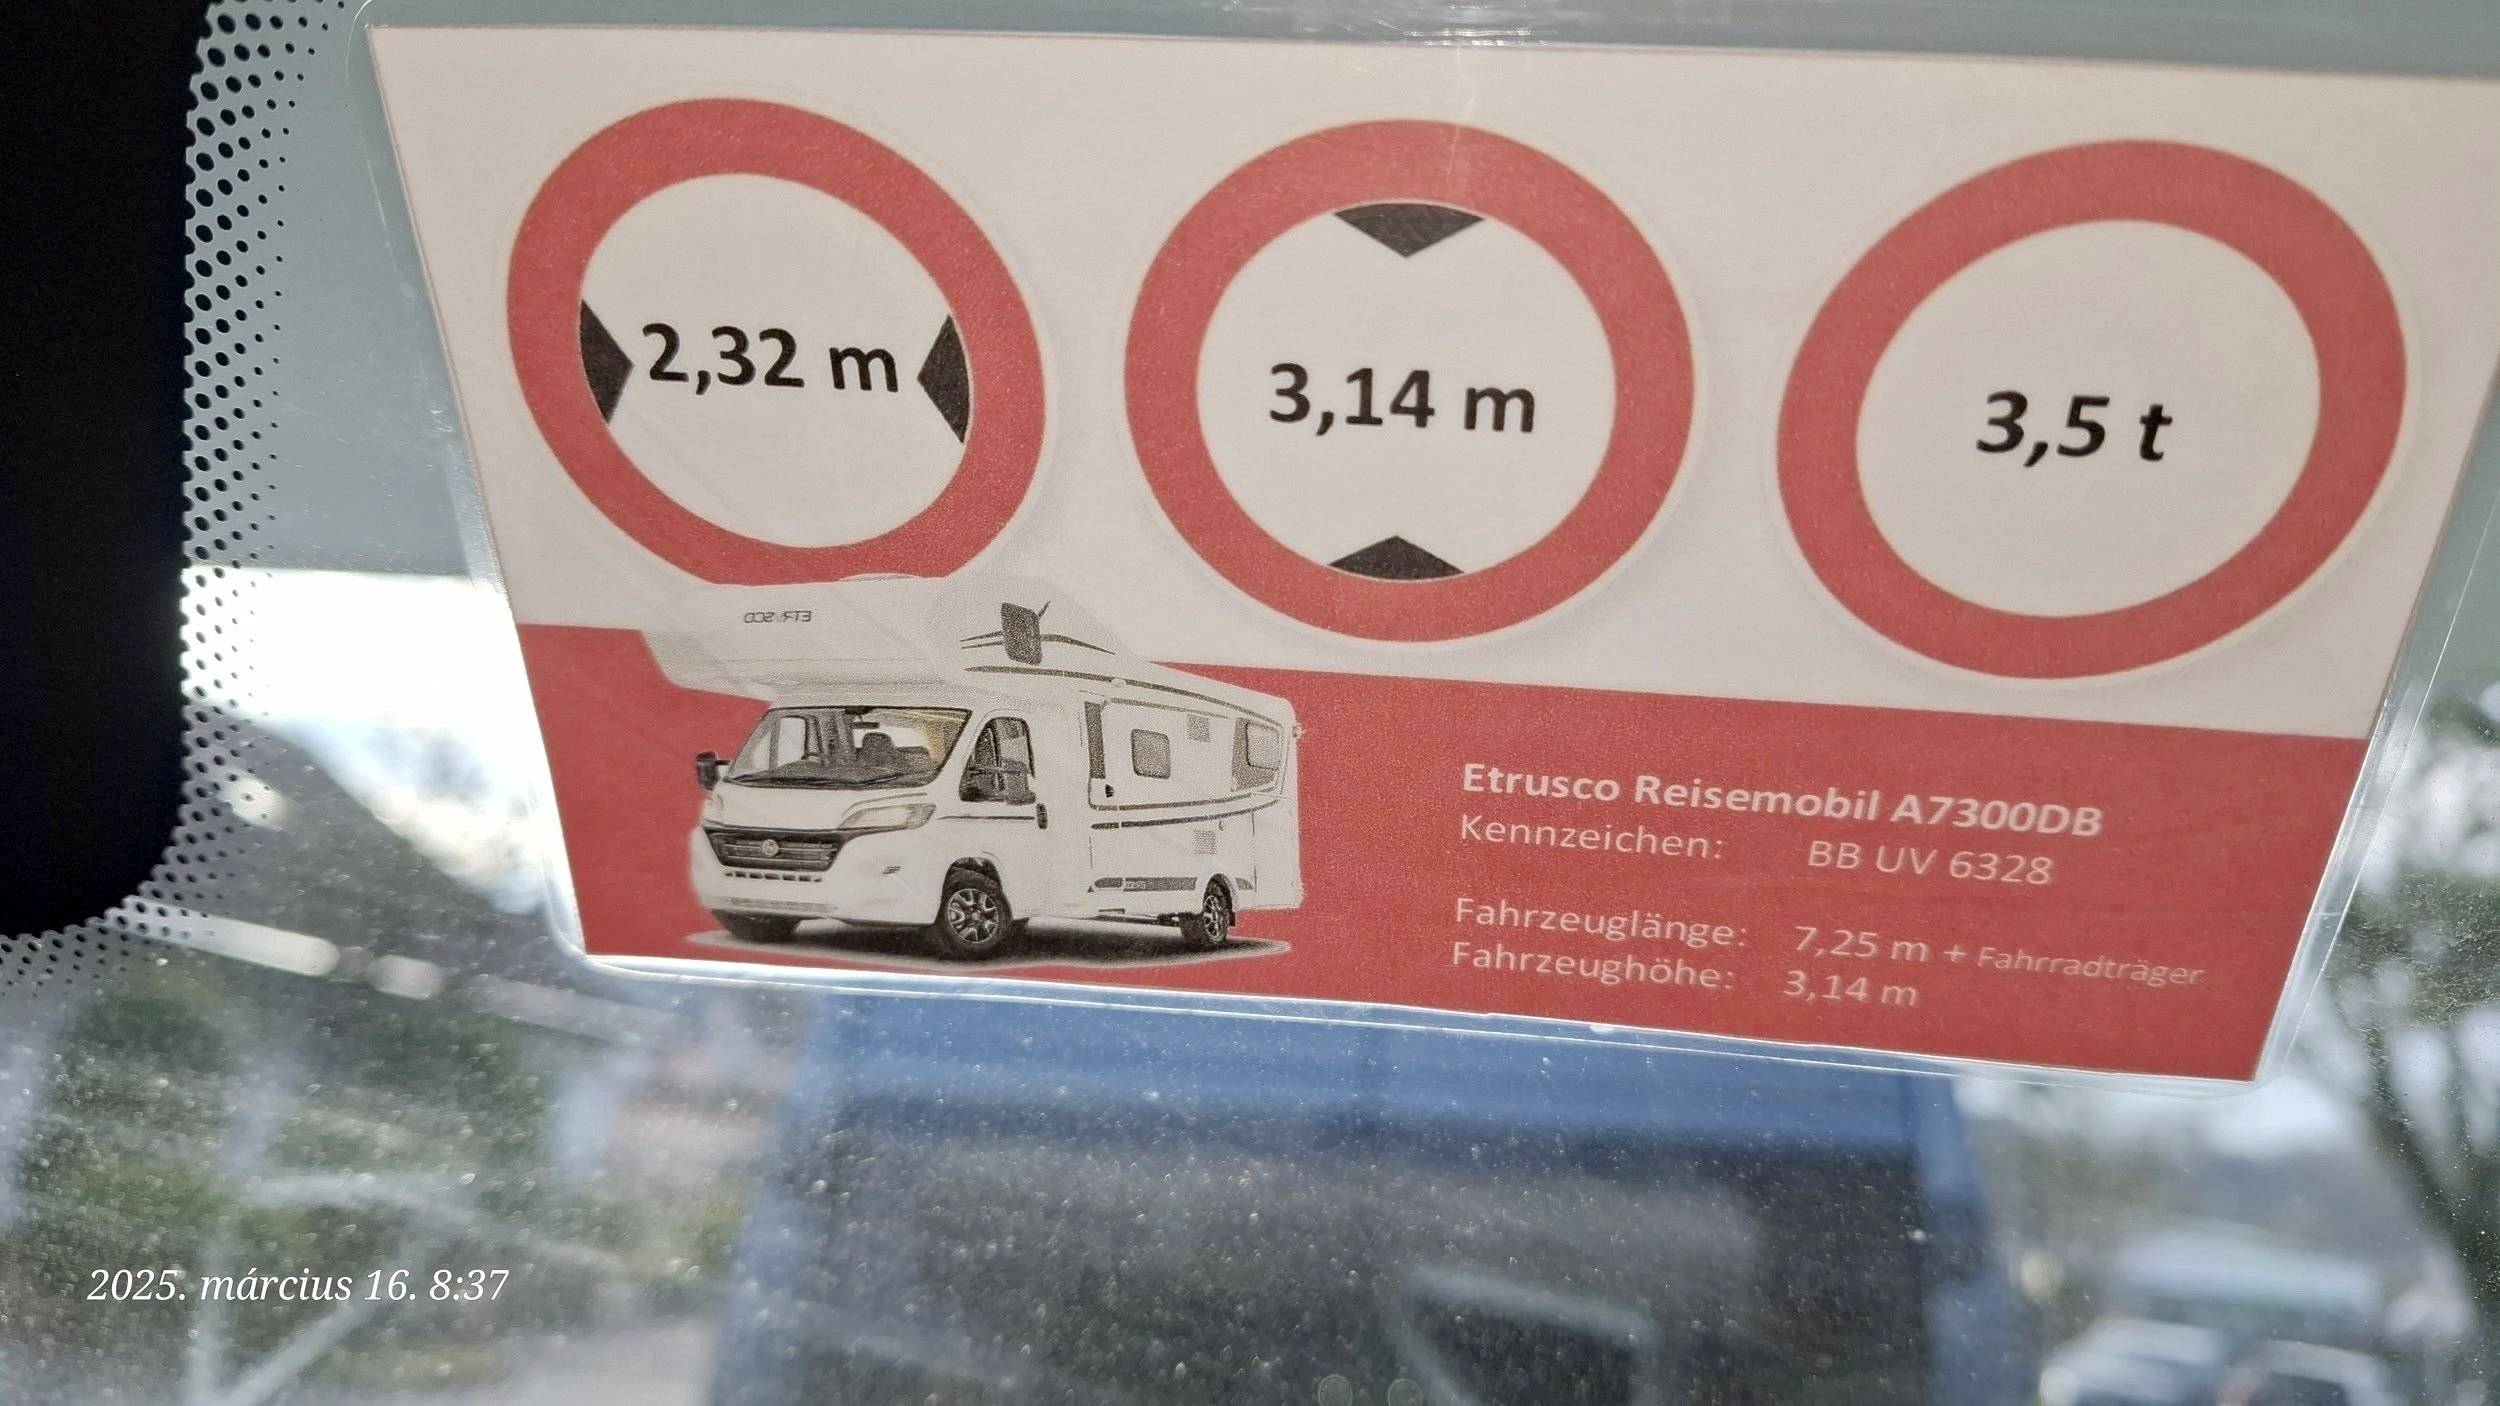 2,32 m
3,14 m
3,5 t
ETRUSCO
Etrusco Reisemobil A7300DB
Kennzeichen: BB UV 6328
Fahrzeuglänge: 7,25 m + Fahrradträger
Fahrzeughöhe: 3,14 m
2025. március 16. 8:37